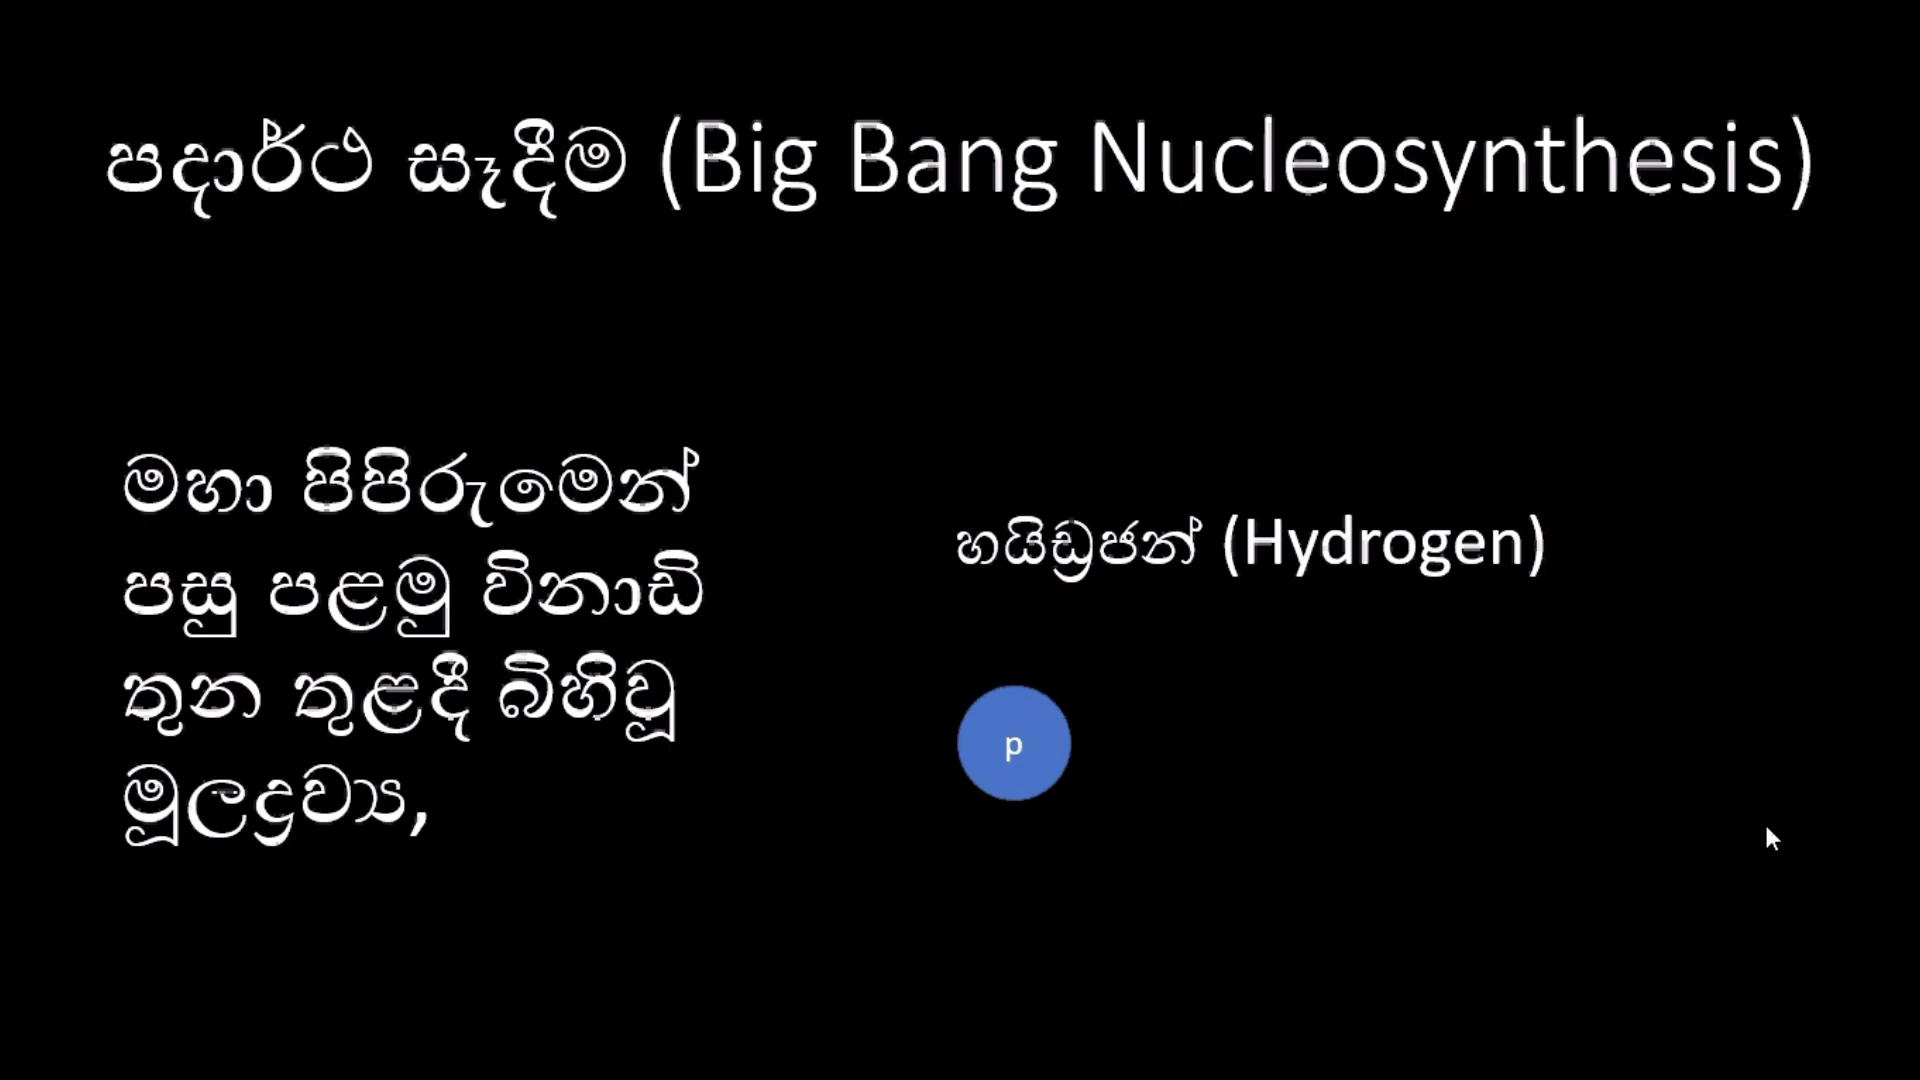 පදාර්ථ සෑදීම (Big Bang Nucleosynthesis)
මහා පිපිරුමෙන්
පසු පළමු විනාඩි
තුන තුළදී බිහිවූ
මූලද්‍රව්‍ය,
හයිඩ්‍රජන් (Hydrogen)
p